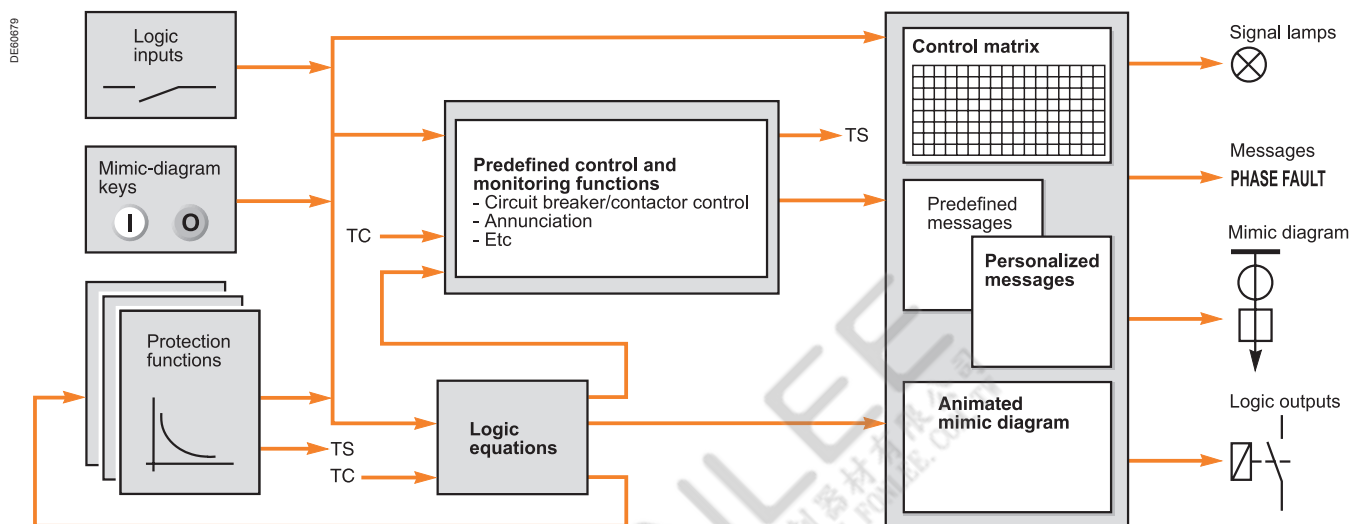 DE60679
Logic
inputs
Mimic-diagram
keys
I O
Protection
functions
TS
TC
Predefined control and
monitoring functions
- Circuit breaker/contactor control
- Annunciation
- Etc
TC
TS
Logic
equations
Control matrix
Predefined
messages
Personalized
messages
Animated
mimic diagram
Signal lamps
Messages
PHASE FAULT
Mimic diagram
Logic outputs